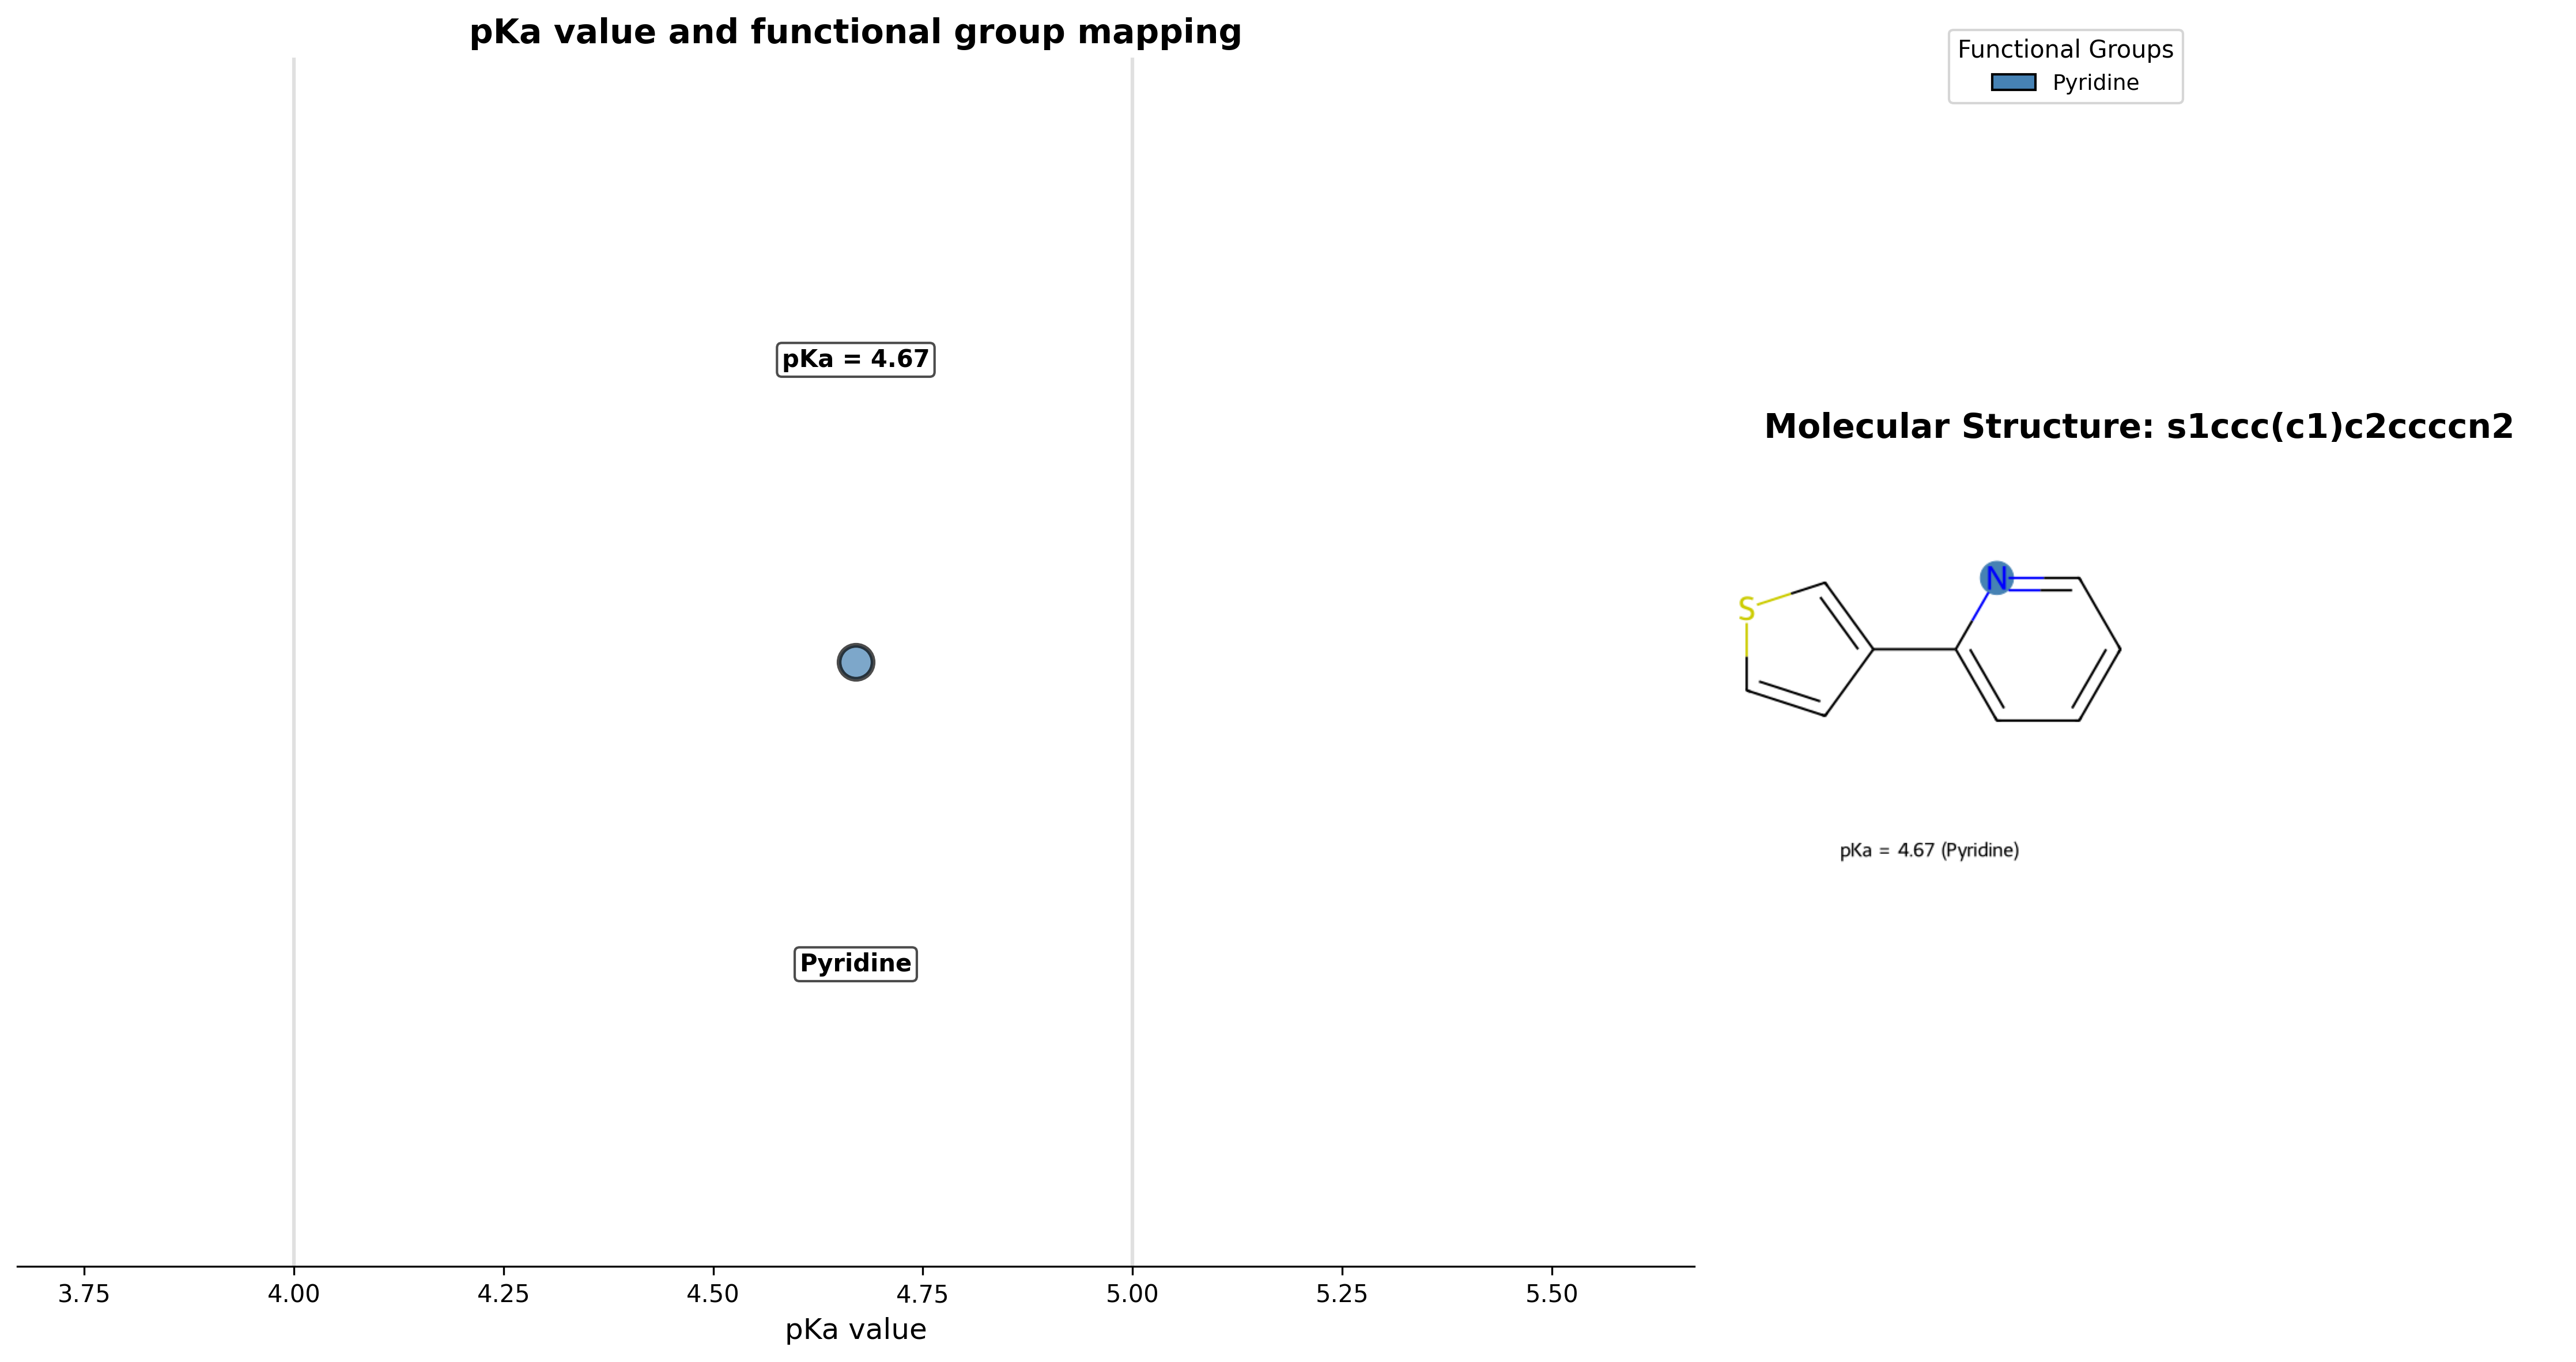 pKa value and functional group mapping
pKa = 4.67
Pyridine
3.75 4.00 4.25 4.50 4.75 5.00 5.25 5.50
pKa value
Functional Groups
Pyridine
Molecular Structure: s1ccc(c1)c2ccccn2
S
N
pKa = 4.67 (Pyridine)